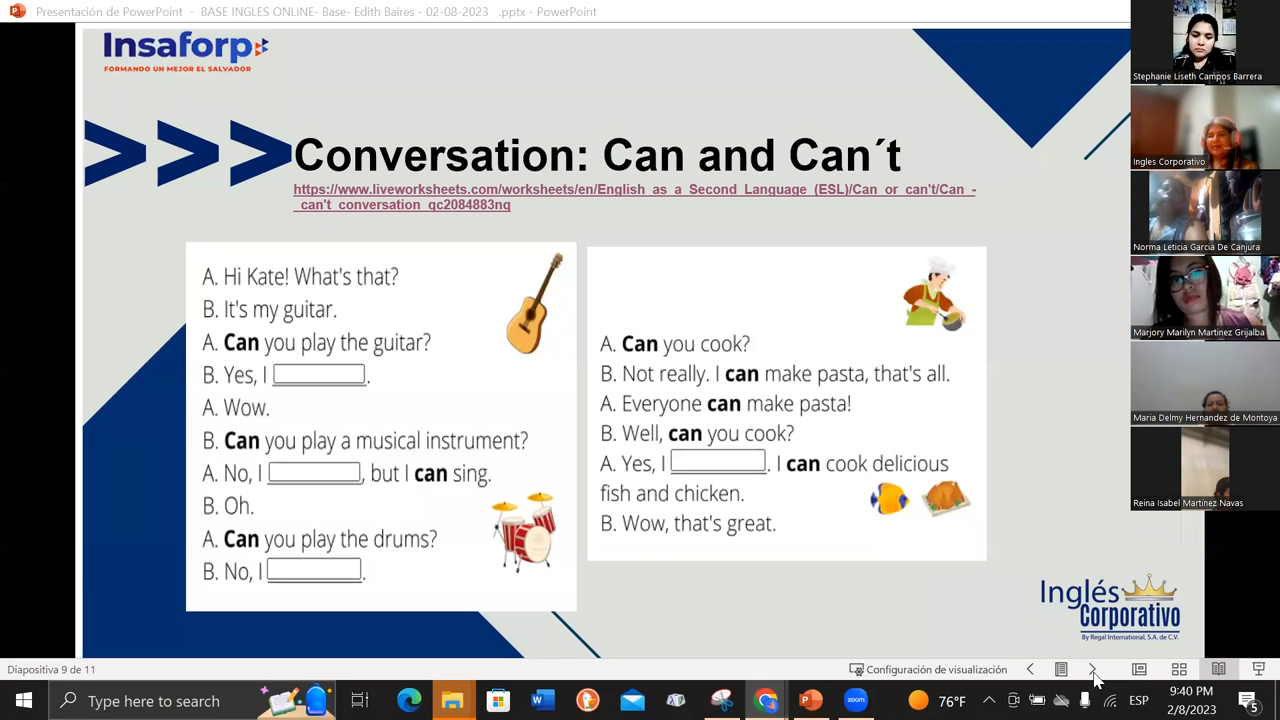 Presentación de PowerPoint - BASE INGLES ONLINE- Base- Edith Baires - 02-08-2023 .pptx - PowerPoint
Insaforp
FORMANDO UN MEJOR EL SALVADOR
>>> Conversation: Can and Can´t
https://www.liveworksheets.com/worksheets/en/English_as_a_Second_Language_(ESL)/Can_or_can't/Can_-
_can't_conversation_qc2084883nq
A. Hi Kate! What's that?
B. It's my guitar.
A. Can you play the guitar?
B. Yes, I .
A. Wow.
B. Can you play a musical instrument?
A. No, I , but I can sing.
B. Oh.
A. Can you play the drums?
B. No, I .
A. Can you cook?
B. Not really. I can make pasta, that's all.
A. Everyone can make pasta!
B. Well, can you cook?
A. Yes, I . I can cook delicious
fish and chicken.
B. Wow, that's great.
Inglés
Corporativo
By Regal International, S.A. de C.V.
Stephanie Liseth Campos Barrera
Ingles Corporativo
Norma Leticia Garcia De Canjura
Marjory Marilyn Martinez Grijalba
Maria Delmy Hernandez de Montoya
Reina Isabel Martínez Navas
Diapositiva 9 de 11
Configuración de visualización
Type here to search
76°F
ESP
9:40 PM
2/8/2023
5